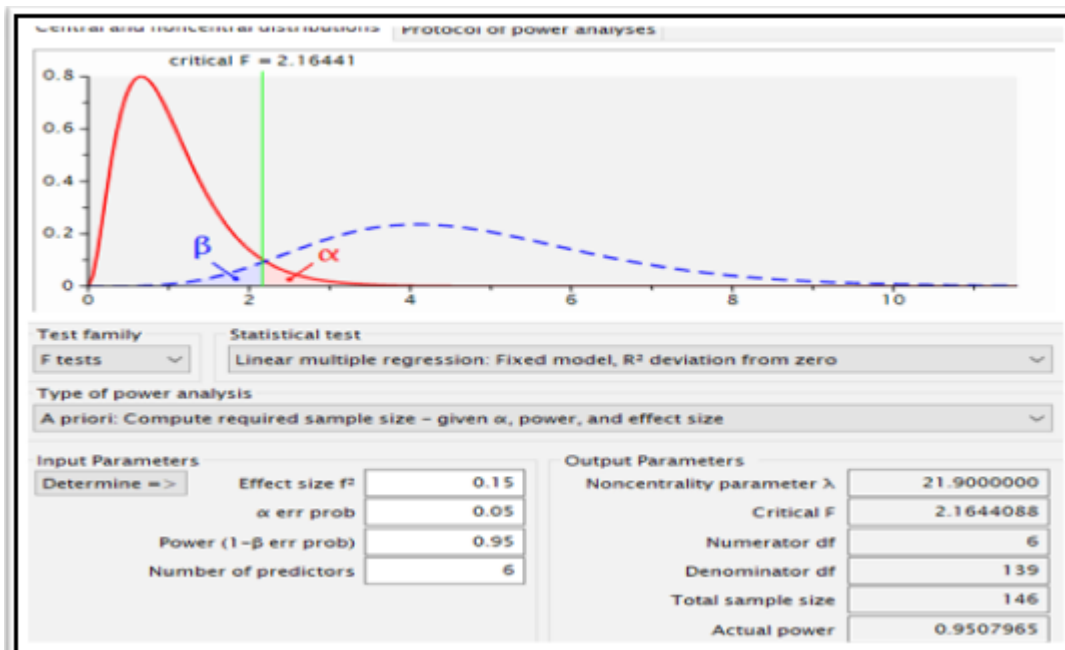 Central and noncentral distributions Protocol of power analyses
critical F = 2.16441
0.8
0.6
0.4
0.2
0
β
α
0 2 4 6 8 10
Test family Statistical test
F tests Linear multiple regression: Fixed model, R² deviation from zero
Type of power analysis
A priori: Compute required sample size – given α, power, and effect size
Input Parameters Output Parameters
Determine => Effect size f² 0.15 Noncentrality parameter λ 21.9000000
α err prob 0.05 Critical F 2.1644088
Power (1-β err prob) 0.95 Numerator df 6
Number of predictors 6 Denominator df 139
Total sample size 146
Actual power 0.9507965